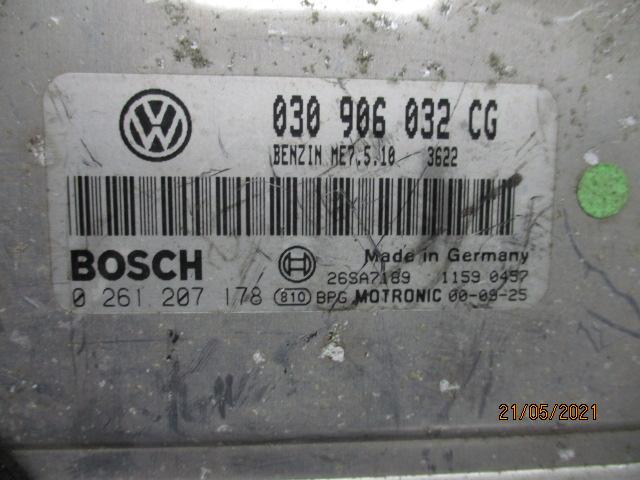 030 906 032 CG
BENZIN ME7.5.10 3622
BOSCH Made in Germany
26SA7189 1159 0457
0 261 207 178 810 BPG MOTRONIC 00-09-25
21/05/2021